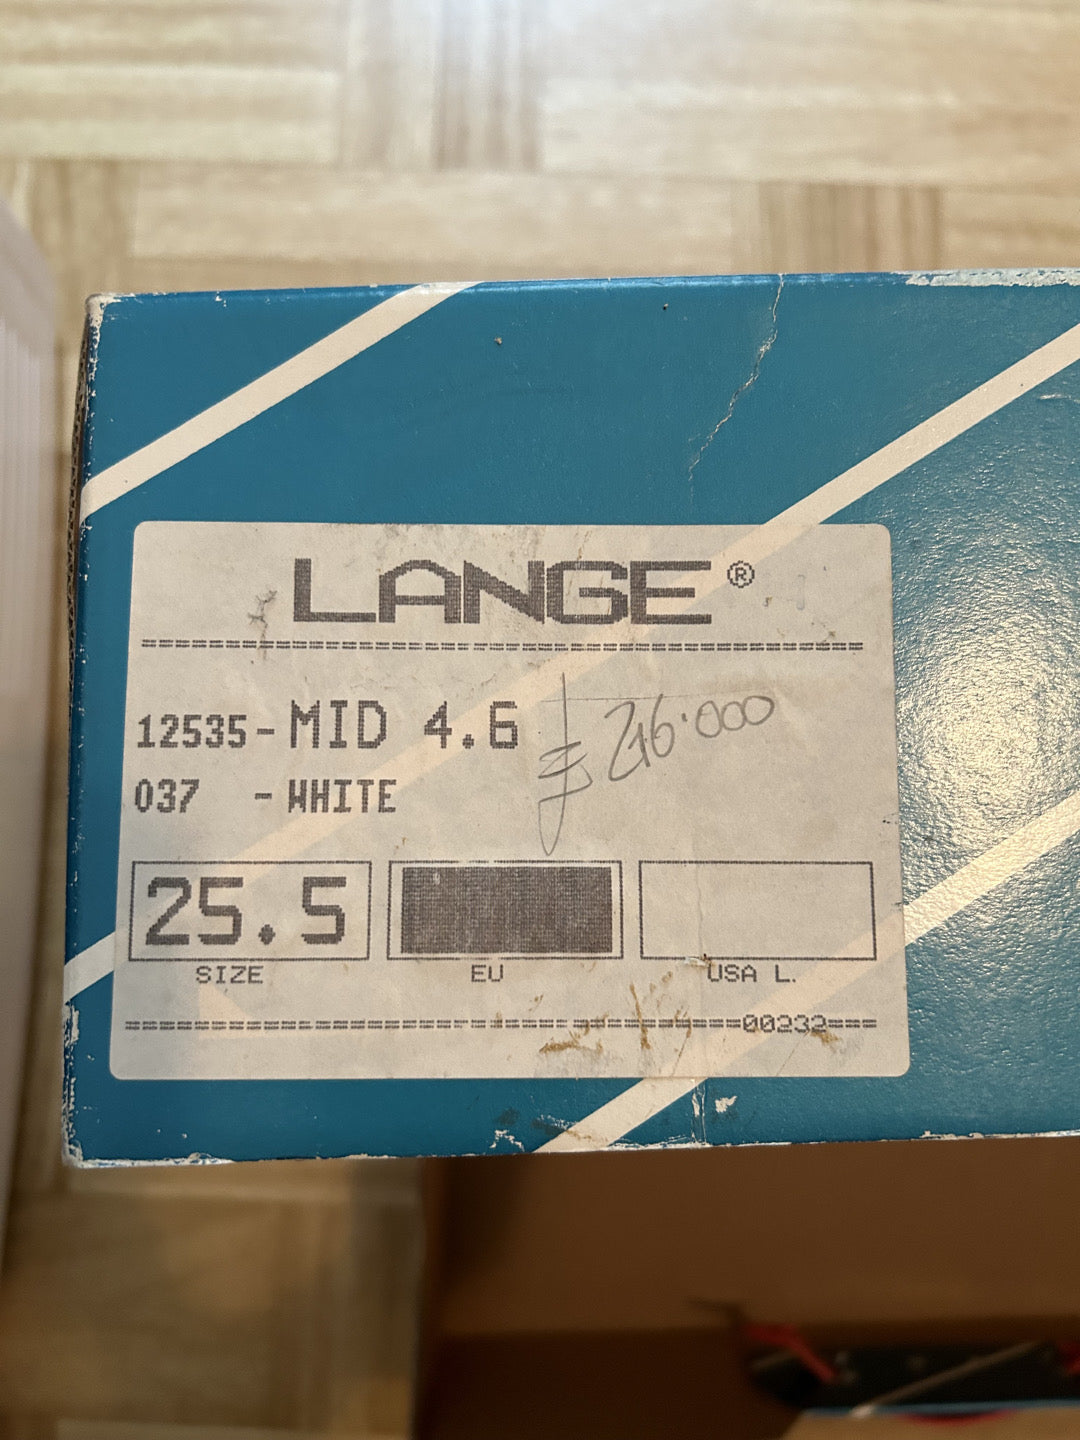 LANGE®
12535-MID 4.6
£ 216.000
037 - WHITE
25.5
SIZE EU USA L.
00232